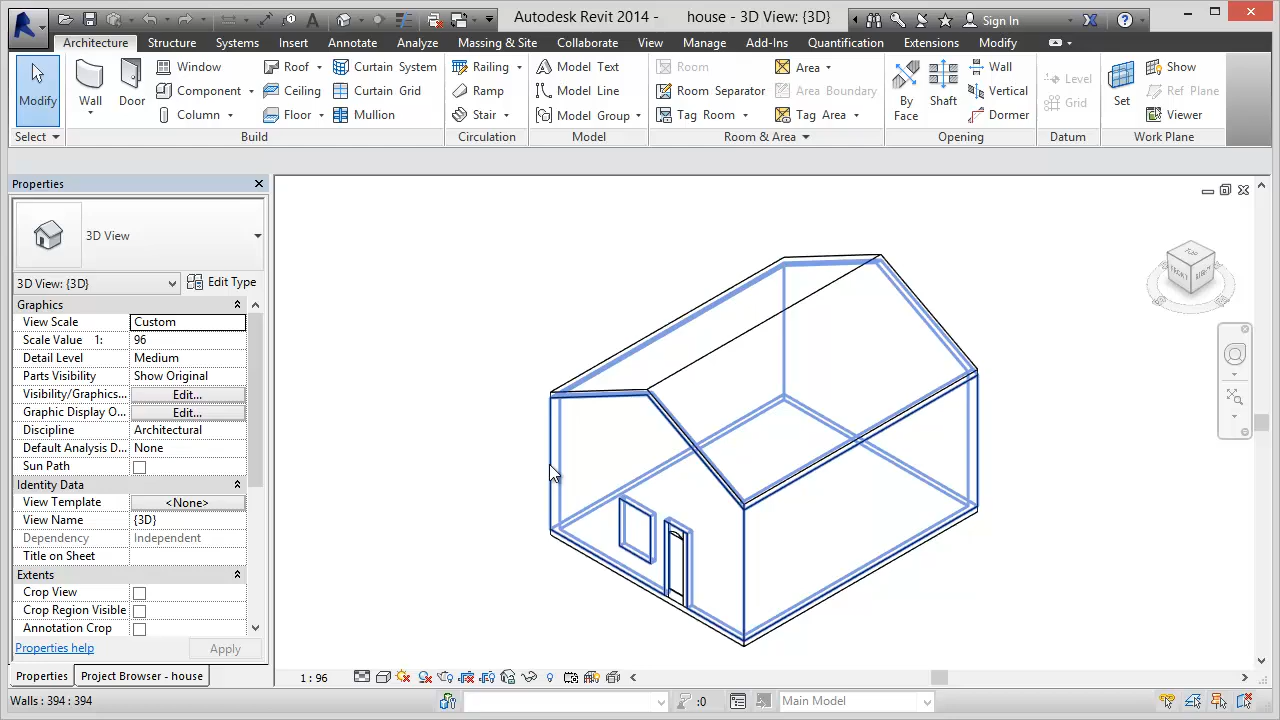 Autodesk Revit 2014 - house - 3D View: {3D}
Sign In
Architecture Structure Systems Insert Annotate Analyze Massing & Site Collaborate View Manage Add-Ins Quantification Extensions Modify
Modify
Select
Wall
Door
Window
Component
Column
Roof
Ceiling
Floor
Curtain System
Curtain Grid
Mullion
Build
Railing
Ramp
Stair
Circulation
Model Text
Model Line
Model Group
Model
Room
Room Separator
Tag Room
Area
Area Boundary
Tag Area
Room & Area
By
Face
Shaft
Wall
Vertical
Dormer
Opening
Level
Grid
Datum
Set
Show
Ref Plane
Viewer
Work Plane
Properties
3D View
3D View: {3D} Edit Type
Graphics
View Scale Custom
Scale Value 1: 96
Detail Level Medium
Parts Visibility Show Original
Visibility/Graphics... Edit...
Graphic Display O... Edit...
Discipline Architectural
Default Analysis D... None
Sun Path
Identity Data
View Template <None>
View Name {3D}
Dependency Independent
Title on Sheet
Extents
Crop View
Crop Region Visible
Annotation Crop
Properties help Apply
Properties Project Browser - house
TOP
FRONT
RIGHT
1 : 96
Walls : 394 : 394
:0
Main Model